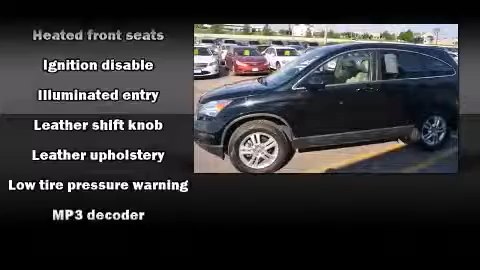 Heated front seats
Ignition disable
Illuminated entry
Leather shift knob
Leather upholstery
Low tire pressure warning
MP3 decoder